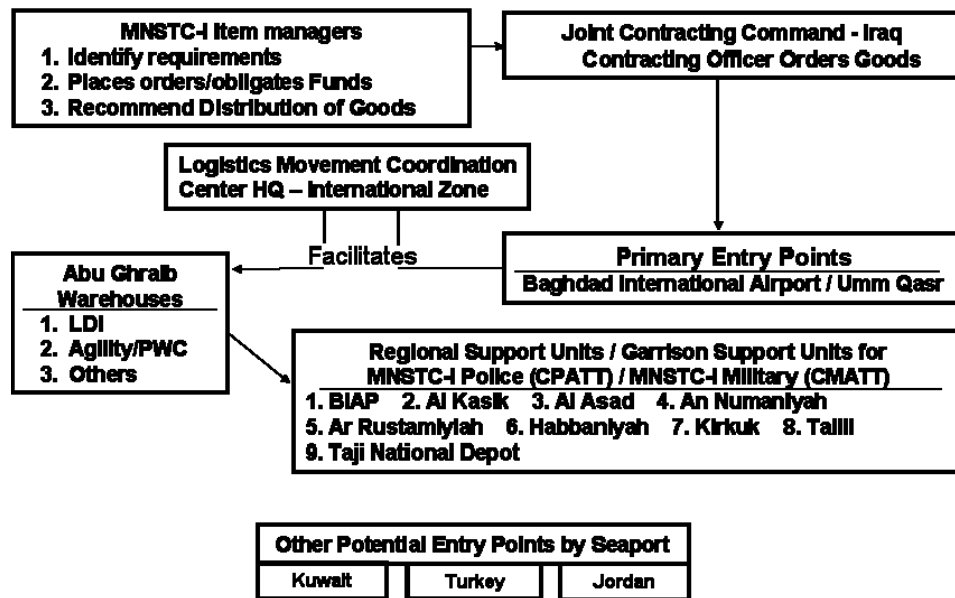 MNSTC-I Item managers
1. Identify requirements
2. Places orders/obligates Funds
3. Recommend Distribution of Goods
Joint Contracting Command - Iraq
Contracting Officer Orders Goods
Logistics Movement Coordination
Center HQ – International Zone
Facilitates
Primary Entry Points
Baghdad International Airport / Umm Qasr
Abu Ghraib
Warehouses
1. LDI
2. Agility/PWC
3. Others
Regional Support Units / Garrison Support Units for
MNSTC-I Police (CPATT) / MNSTC-I Military (CMATT)
1. BIAP 2. Al Kasik 3. Al Asad 4. An Numaniyah
5. Ar Rustamiyiah 6. Habbaniyah 7. Kirkuk 8. Tallil
9. Taji National Depot
Other Potential Entry Points by Seaport
Kuwait Turkey Jordan